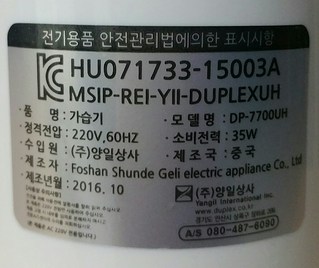 전기용품 안전관리법에의한 표시사항
HU071733-15003A
MSIP-REI-YII-DUPLEXUH
·품 명 : 가습기 ·모 델 명 : DP-7700UH
·정격전압 : 220V,60HZ ·소비전력 : 35W
·수 입 원 : (주)양일상사 ·제 조 국 : 중 국
·제 조 자 : Foshan Shunde Geli electric appliance Co., Ltd
·제조년월 : 2016. 10
(주)양일상사
Yangil International Inc.
www.duplex.co.kr
A/S 080-487-6090